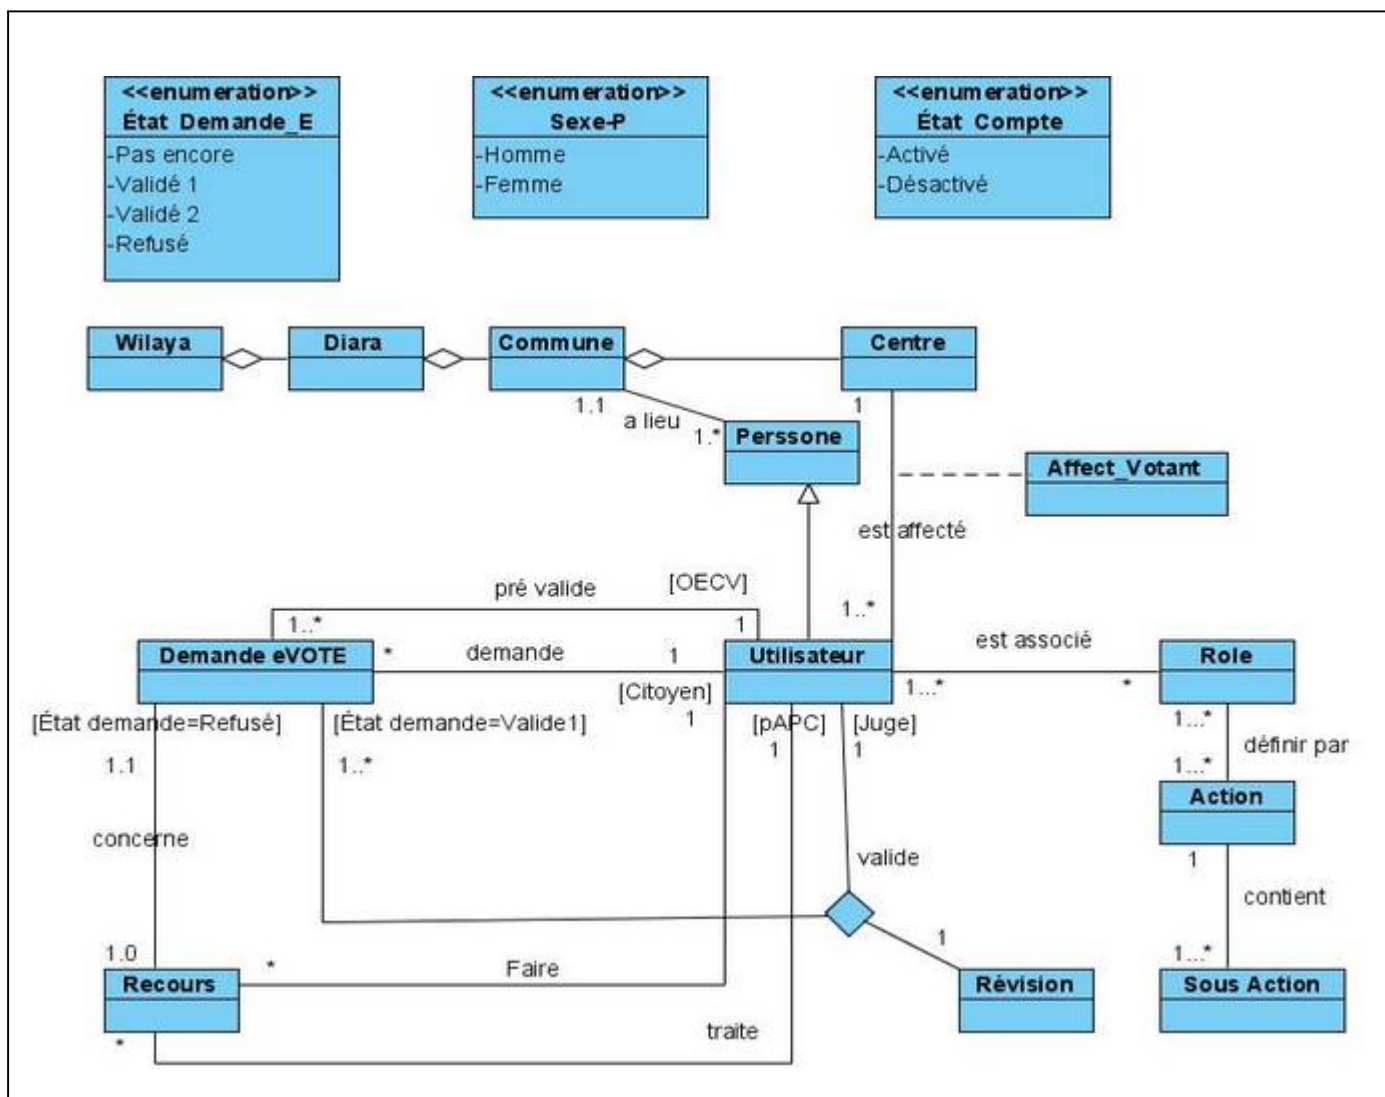 <<enumeration>>
État Demande_E
-Pas encore
-Validé 1
-Validé 2
-Refusé
<<enumeration>>
Sexe-P
-Homme
-Femme
<<enumeration>>
État Compte
-Activé
-Désactivé
Wilaya
Diara
Commune
Centre
1.1
a lieu
1.*
1
Perssone
Affect_Votant
est affecté
pré valide
[OECV]
1..*
1
1..*
Demande eVOTE
*
demande
1
Utilisateur
est associé
Role
[Citoyen]
1...*
*
[État demande=Refusé]
[État demande=Valide1]
1
[pAPC]
[Juge]
1...*
1.1
1..*
1
1
définir par
1...*
Action
concerne
valide
1
contient
1.0
*
Faire
1
1...*
Recours
Révision
Sous Action
*
traite